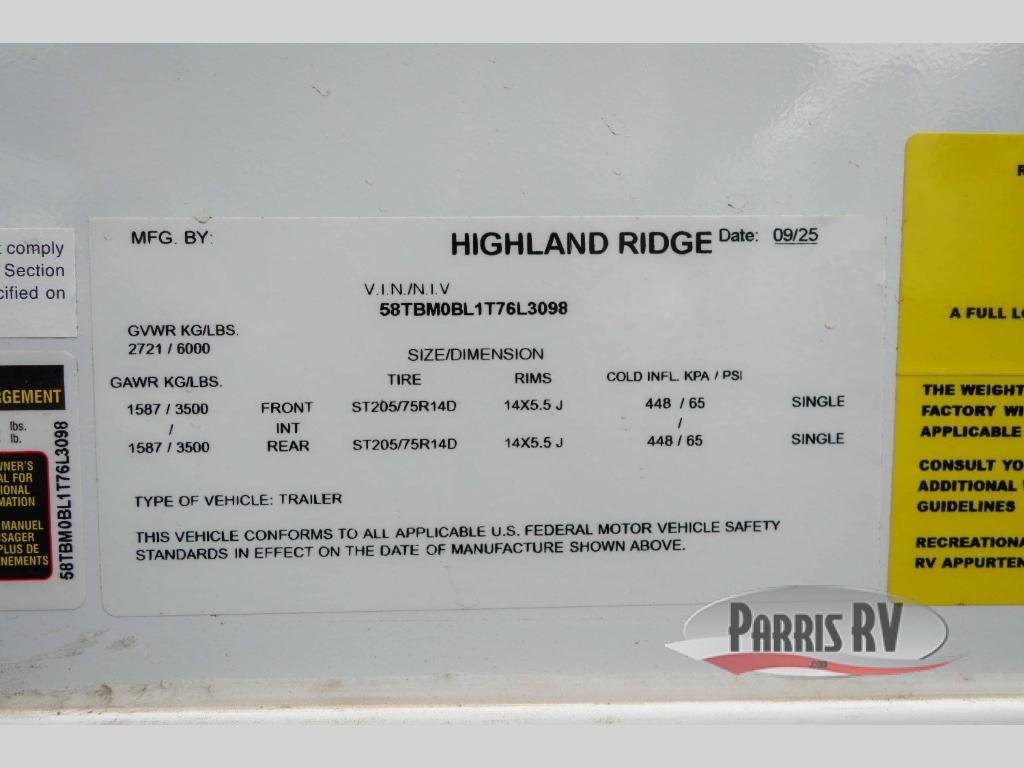 comply
Section
cified on
GEMENT
lbs.
lb.
WNER'S
AL FOR
IONAL
MATION
MANUEL
SAGER
PLUS DE
NEMENTS
58TBM0BL1T76L3098
MFG. BY:
HIGHLAND RIDGE Date: 09/25
V.I.N./N.I.V
58TBM0BL1T76L3098
GVWR KG/LBS.
2721 / 6000
SIZE/DIMENSION
GAWR KG/LBS. TIRE RIMS COLD INFL. KPA / PSI
1587 / 3500 FRONT ST205/75R14D 14X5.5 J 448 / 65 SINGLE
/ INT /
1587 / 3500 REAR ST205/75R14D 14X5.5 J 448 / 65 SINGLE
TYPE OF VEHICLE: TRAILER
THIS VEHICLE CONFORMS TO ALL APPLICABLE U.S. FEDERAL MOTOR VEHICLE SAFETY
STANDARDS IN EFFECT ON THE DATE OF MANUFACTURE SHOWN ABOVE.
R
A FULL LO
THE WEIGHT
FACTORY WI
APPLICABLE
CONSULT YO
ADDITIONAL
GUIDELINES
RECREATIONA
RV APPURTEN
PARRIS RV
.com